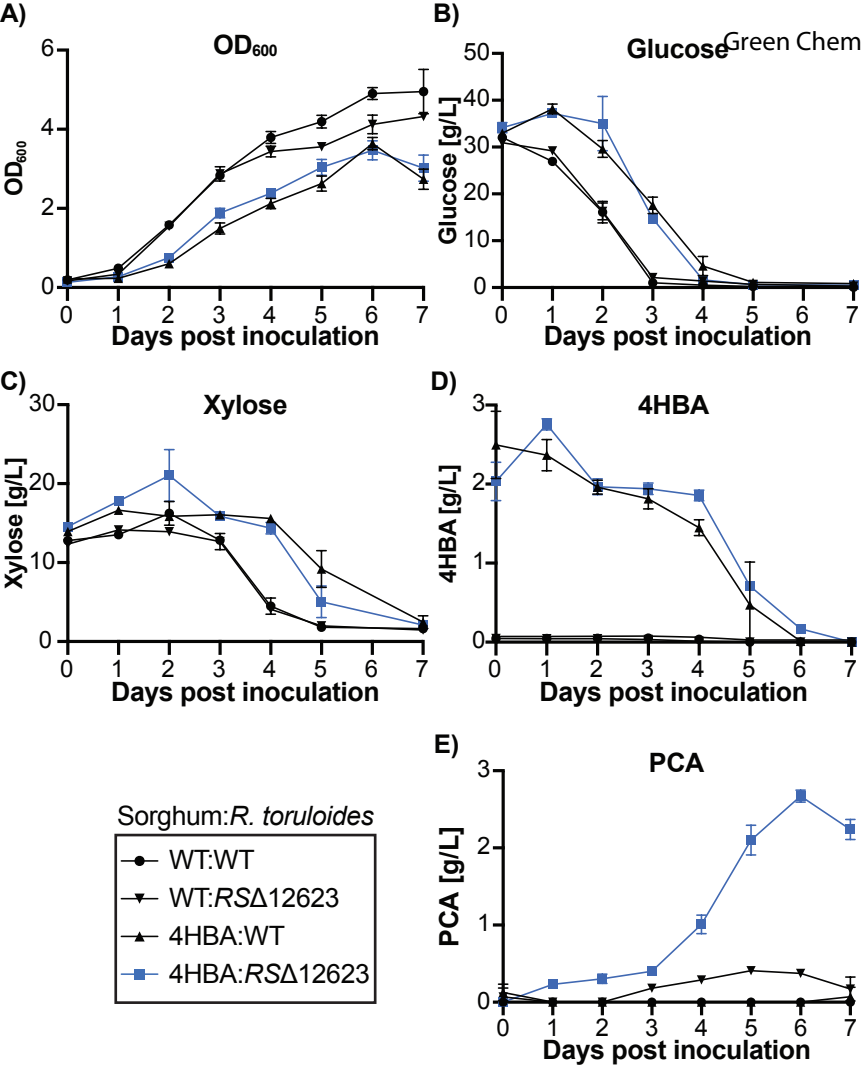 A)
OD600
6
4
2
0
OD600
0 1 2 3 4 5 6 7
Days post inoculation
B)
Glucose
Green Chem
50
40
30
20
10
0
Glucose [g/L]
0 1 2 3 4 5 6 7
Days post inoculation
C)
Xylose
30
20
10
0
Xylose [g/L]
0 1 2 3 4 5 6 7
Days post inoculation
D)
4HBA
3
2
1
0
4HBA [g/L]
0 1 2 3 4 5 6 7
Days post inoculation
E)
PCA
3
2
1
0
PCA [g/L]
0 1 2 3 4 5 6 7
Days post inoculation
Sorghum:R. toruloides
WT:WT
WT:RSΔ12623
4HBA:WT
4HBA:RSΔ12623